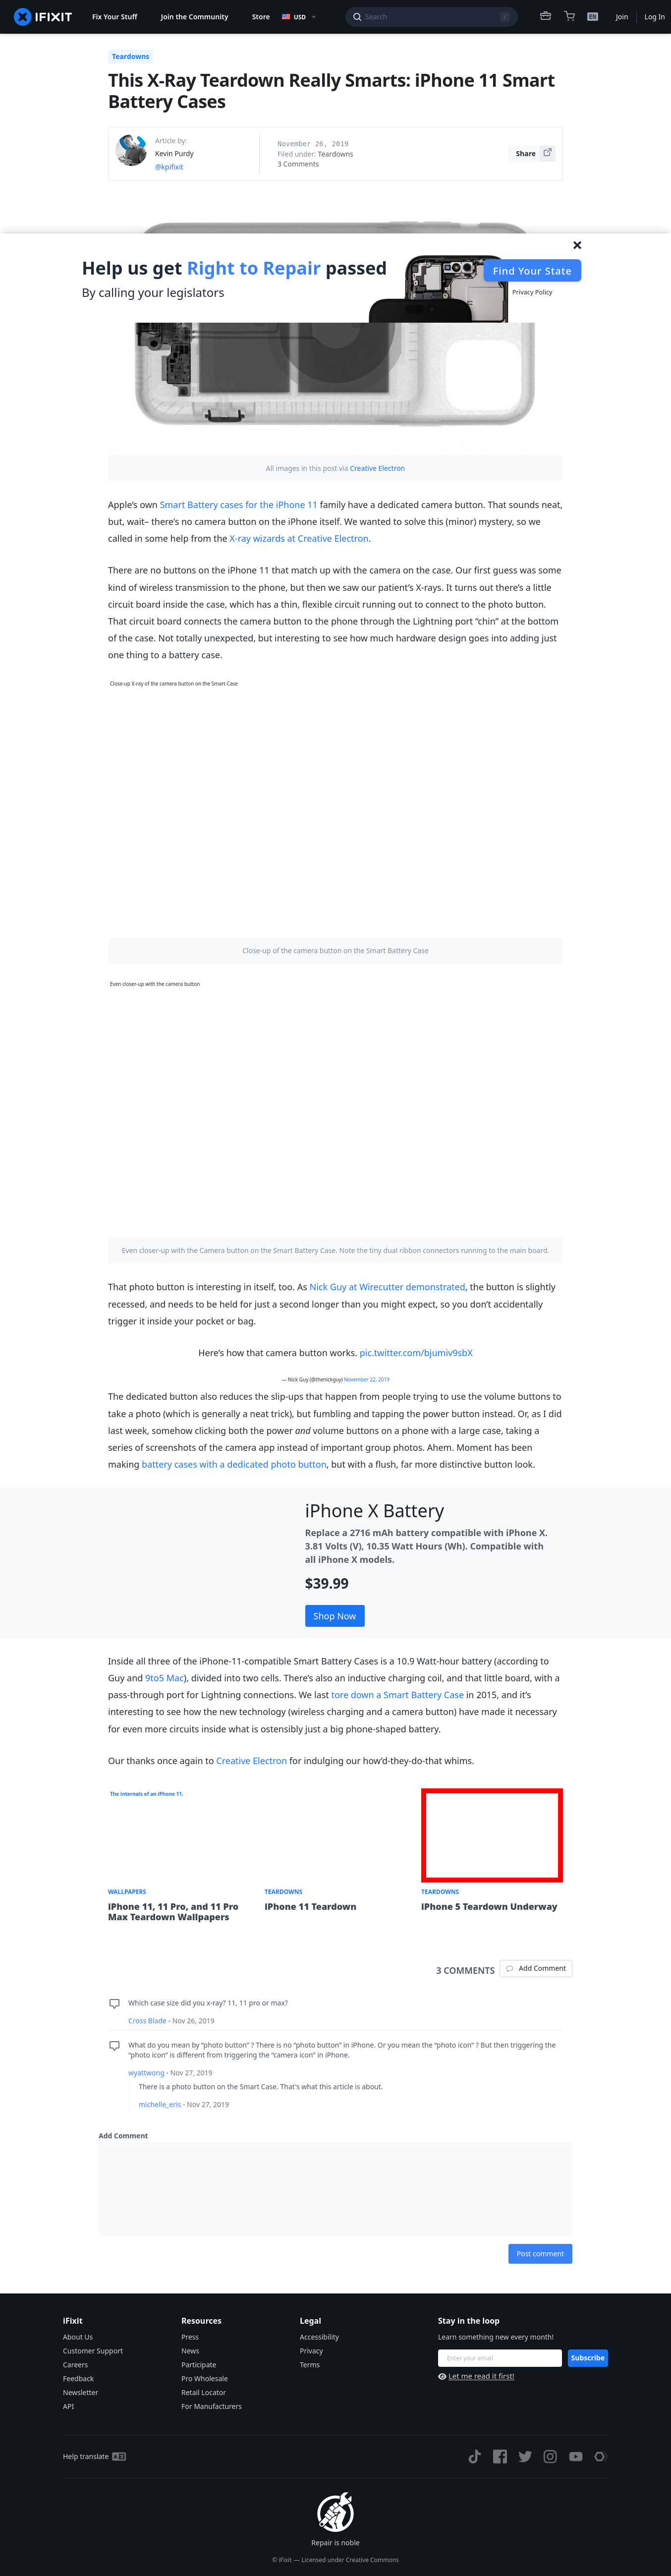 IFIXIT
Fix Your Stuff
Join the Community
Store
USD
Search
/
EN
Join
Log In
Teardowns
This X-Ray Teardown Really Smarts: iPhone 11 Smart
Battery Cases
Article by:
Kevin Purdy
@kpifixit
November 26, 2019
Filed under: Teardowns
3 Comments
Share
Help us get Right to Repair passed
By calling your legislators
Find Your State
Privacy Policy
All images in this post via Creative Electron
Apple's own Smart Battery cases for the iPhone 11 family have a dedicated camera button. That sounds neat,
but, wait– there's no camera button on the iPhone itself. We wanted to solve this (minor) mystery, so we
called in some help from the X-ray wizards at Creative Electron.
There are no buttons on the iPhone 11 that match up with the camera on the case. Our first guess was some
kind of wireless transmission to the phone, but then we saw our patient's X-rays. It turns out there's a little
circuit board inside the case, which has a thin, flexible circuit running out to connect to the photo button.
That circuit board connects the camera button to the phone through the Lightning port “chin” at the bottom
of the case. Not totally unexpected, but interesting to see how much hardware design goes into adding just
one thing to a battery case.
Close-up X-ray of the camera button on the Smart Case
Close-up of the camera button on the Smart Battery Case
Even closer-up with the camera button
Even closer-up with the Camera button on the Smart Battery Case. Note the tiny dual ribbon connectors running to the main board.
That photo button is interesting in itself, too. As Nick Guy at Wirecutter demonstrated, the button is slightly
recessed, and needs to be held for just a second longer than you might expect, so you don't accidentally
trigger it inside your pocket or bag.
Here's how that camera button works. pic.twitter.com/bjumiv9sbX
— Nick Guy (@thenickguy) November 22, 2019
The dedicated button also reduces the slip-ups that happen from people trying to use the volume buttons to
take a photo (which is generally a neat trick), but fumbling and tapping the power button instead. Or, as I did
last week, somehow clicking both the power and volume buttons on a phone with a large case, taking a
series of screenshots of the camera app instead of important group photos. Ahem. Moment has been
making battery cases with a dedicated photo button, but with a flush, far more distinctive button look.
iPhone X Battery
Replace a 2716 mAh battery compatible with iPhone X.
3.81 Volts (V), 10.35 Watt Hours (Wh). Compatible with
all iPhone X models.
$39.99
Shop Now
Inside all three of the iPhone-11-compatible Smart Battery Cases is a 10.9 Watt-hour battery (according to
Guy and 9to5 Mac), divided into two cells. There's also an inductive charging coil, and that little board, with a
pass-through port for Lightning connections. We last tore down a Smart Battery Case in 2015, and it's
interesting to see how the new technology (wireless charging and a camera button) have made it necessary
for even more circuits inside what is ostensibly just a big phone-shaped battery.
Our thanks once again to Creative Electron for indulging our how'd-they-do-that whims.
The internals of an iPhone 11.
WALLPAPERS
iPhone 11, 11 Pro, and 11 Pro
Max Teardown Wallpapers
TEARDOWNS
iPhone 11 Teardown
TEARDOWNS
iPhone 5 Teardown Underway
3 COMMENTS
Add Comment
Which case size did you x-ray? 11, 11 pro or max?
Cross Blade - Nov 26, 2019
What do you mean by “photo button” ? There is no “photo button” in iPhone. Or you mean the “photo icon” ? But then triggering the
“photo icon” is different from triggering the “camera icon” in iPhone.
wyattwong - Nov 27, 2019
There is a photo button on the Smart Case. That's what this article is about.
michelle_eris - Nov 27, 2019
Add Comment
Post comment
iFixit
About Us
Customer Support
Careers
Feedback
Newsletter
API
Resources
Press
News
Participate
Pro Wholesale
Retail Locator
For Manufacturers
Legal
Accessibility
Privacy
Terms
Stay in the loop
Learn something new every month!
Enter your email
Subscribe
Let me read it first!
Help translate
Repair is noble
© iFixit — Licensed under Creative Commons